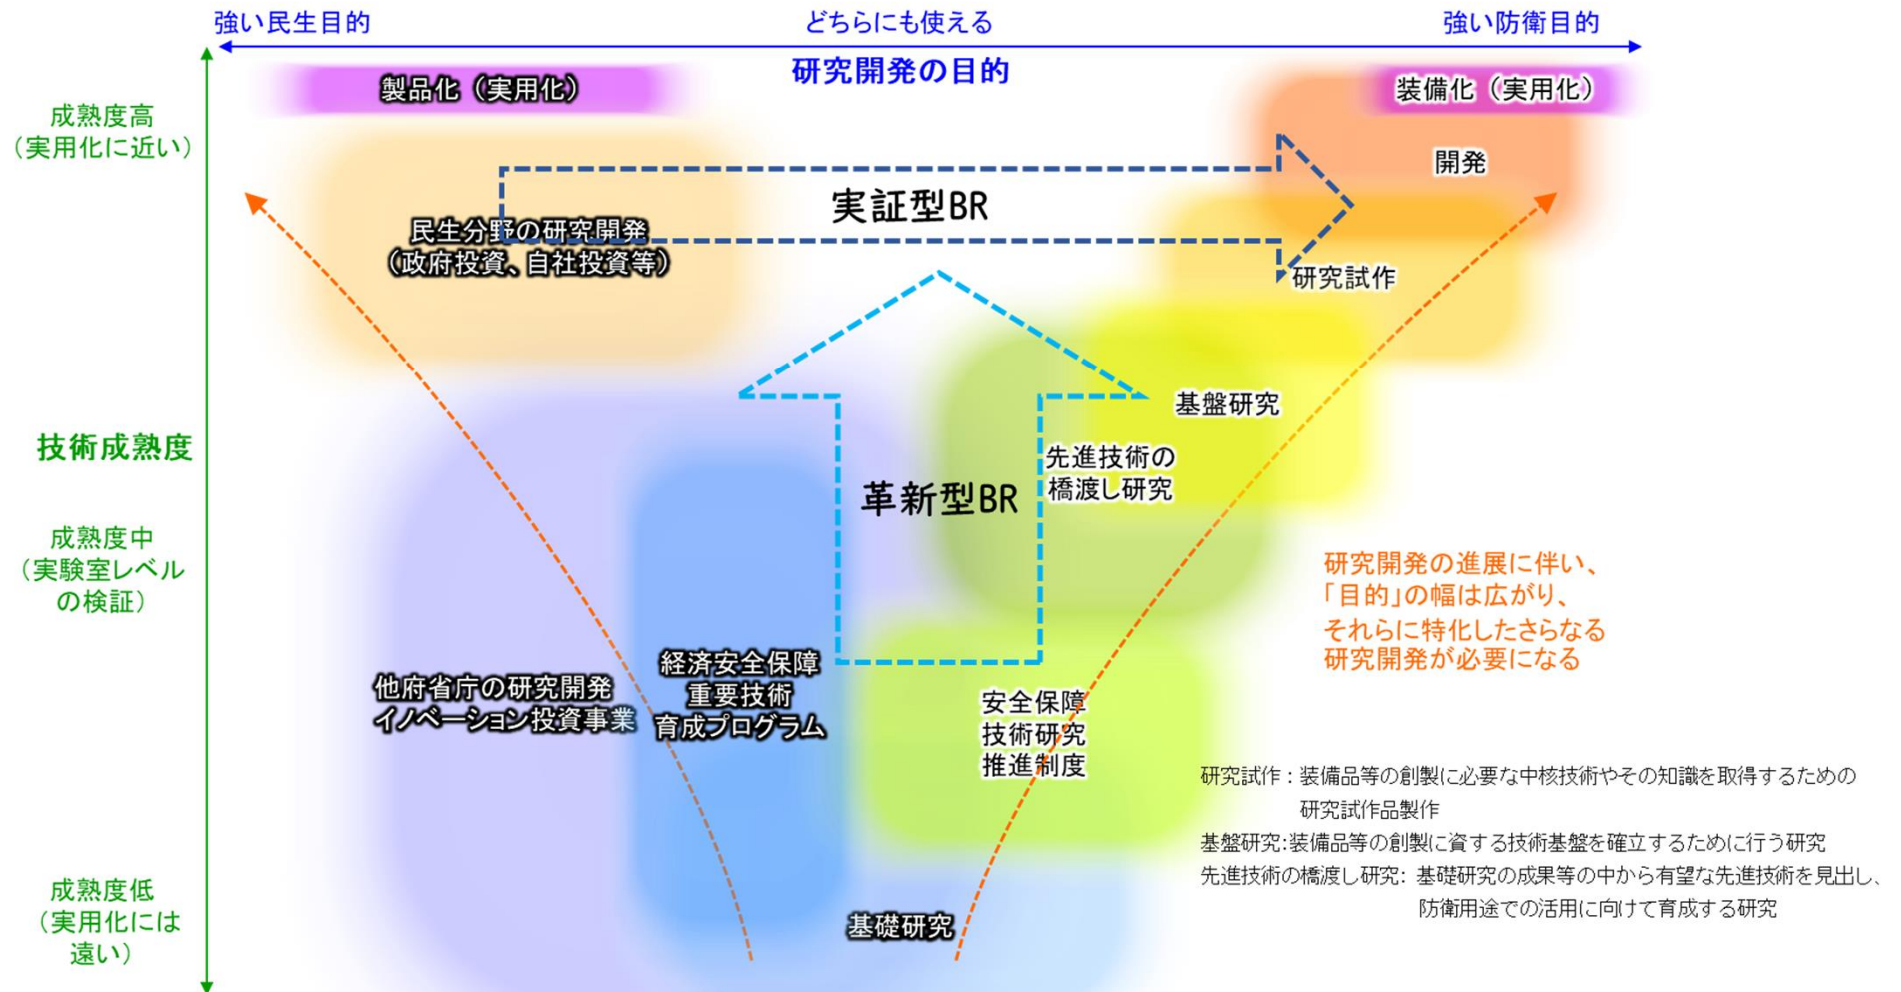 強い民生目的
どちらにも使える
強い防衛目的
研究開発の目的
製品化（実用化）
装備化（実用化）
成熟度高
（実用化に近い）
開発
実証型BR
民生分野の研究開発
（政府投資、自社投資等）
研究試作
基盤研究
技術成熟度
先進技術の
橋渡し研究
革新型BR
成熟度中
（実験室レベル
の検証）
研究開発の進展に伴い、
「目的」の幅は広がり、
それらに特化したさらなる
研究開発が必要になる
他府省庁の研究開発
イノベーション投資事業
経済安全保障
重要技術
育成プログラム
安全保障
技術研究
推進制度
研究試作：装備品等の創製に必要な中核技術やその知識を取得するための
研究試作品製作
基盤研究:装備品等の創製に資する技術基盤を確立するために行う研究
先進技術の橋渡し研究：基礎研究の成果等の中から有望な先進技術を見出し、
防衛用途での活用に向けて育成する研究
成熟度低
（実用化には
遠い）
基礎研究